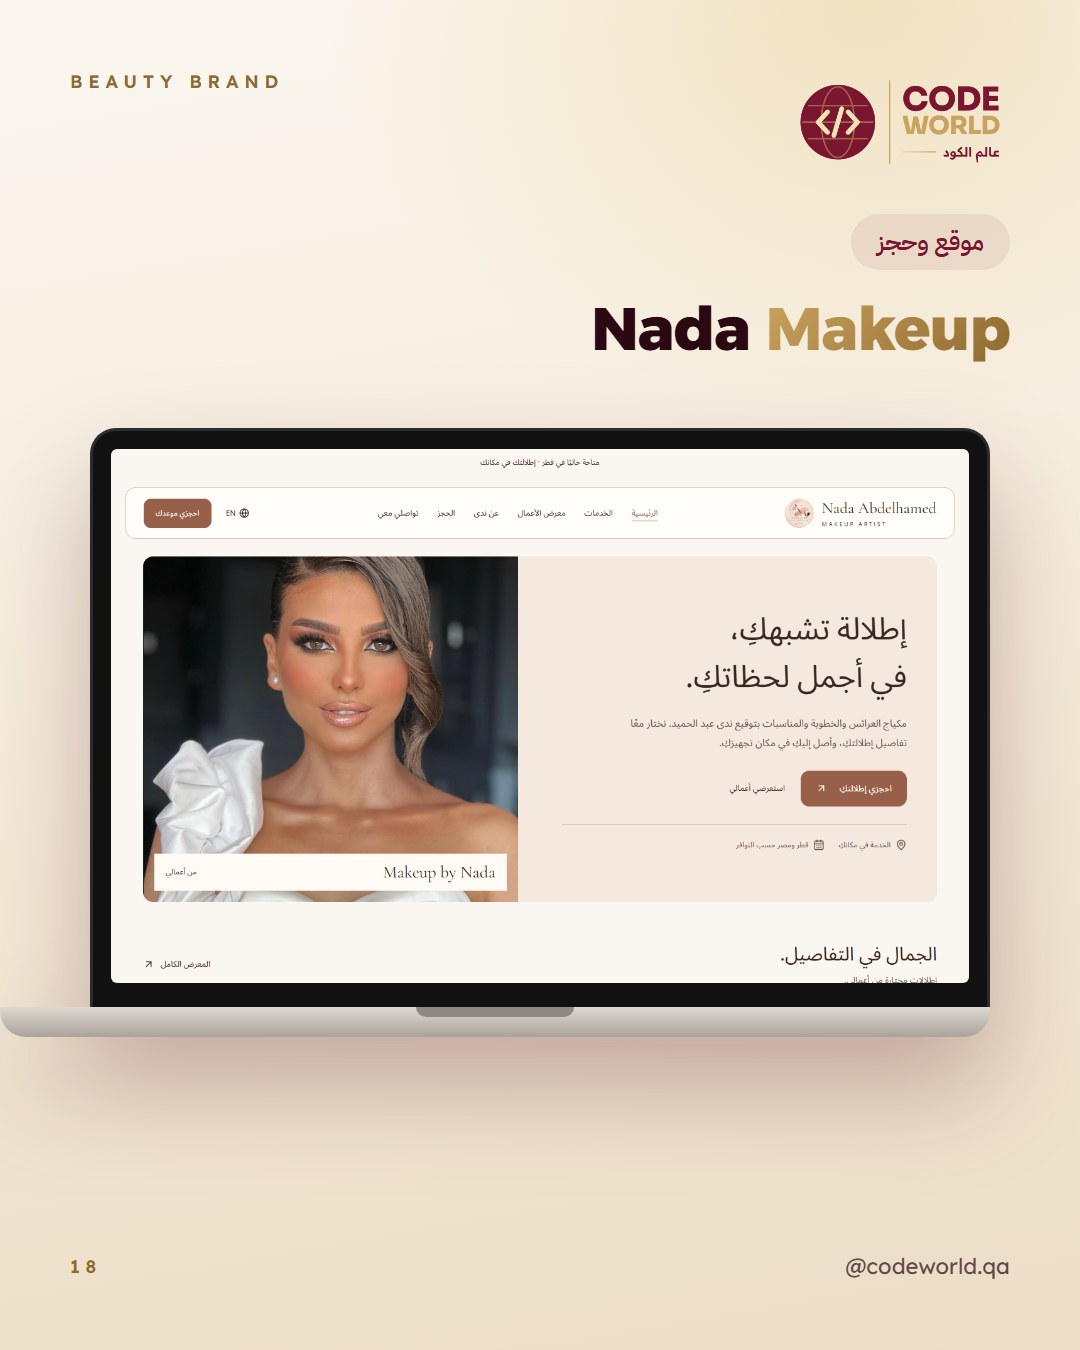 BEAUTY BRAND
CODE
WORLD
عالم الكود
موقع وحجز
Nada Makeup
متاحة حاليًا في قطر · إطلالتك في مكانك
Nada Abdelhamed
MAKEUP ARTIST
الرئيسية الخدمات معرض الأعمال عن ندى الحجز تواصلي معي
EN
احجزي موعدك
إطلالة تشبهكِ،
في أجمل لحظاتكِ.
مكياج العرائس والخطوبة والمناسبات بتوقيع ندى عبد الحميد. نختار معًا
تفاصيل إطلالتكِ، وأصل إليكِ في مكان تجهيزكِ.
احجزي إطلالتكِ
استعرضي أعمالي
الخدمة في مكانكِ
قطر ومصر حسب التوافر
Makeup by Nada
من أعمالي
الجمال في التفاصيل.
إطلالات مختارة من أعمالي.
المعرض الكامل
18
@codeworld.qa